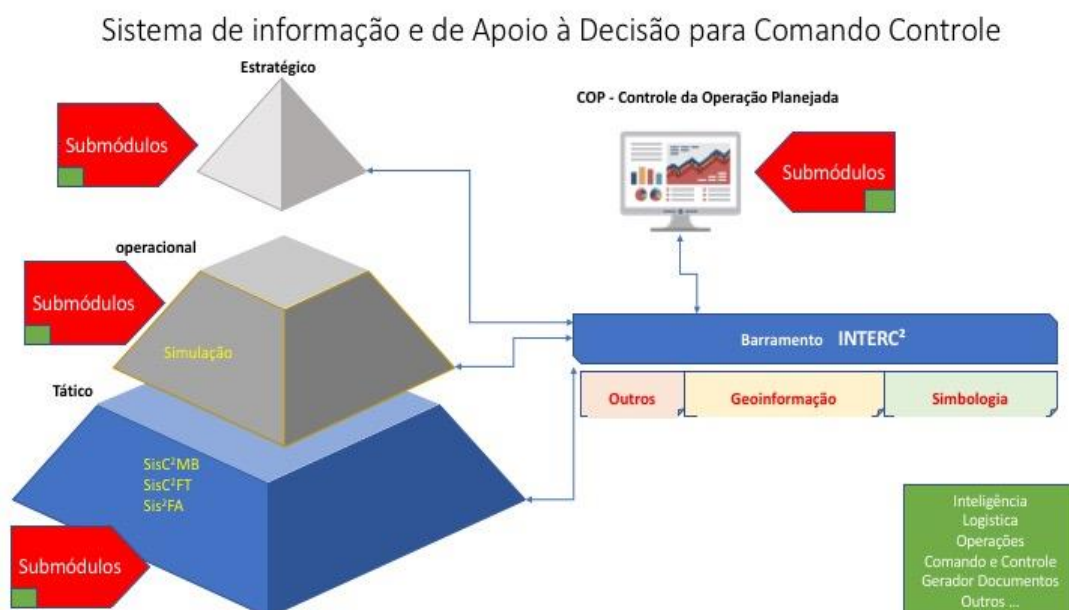 Sistema de informação e de Apoio à Decisão para Comando Controle
Estratégico
Submódulos
COP - Controle da Operação Planejada
Submódulos
operacional
Submódulos
Simulação
Barramento INTERC²
Outros
Geoinformação
Simbologia
Tático
SisC²MB
SisC²FT
Sis²FA
Submódulos
Inteligência
Logistica
Operações
Comando e Controle
Gerador Documentos
Outros ...